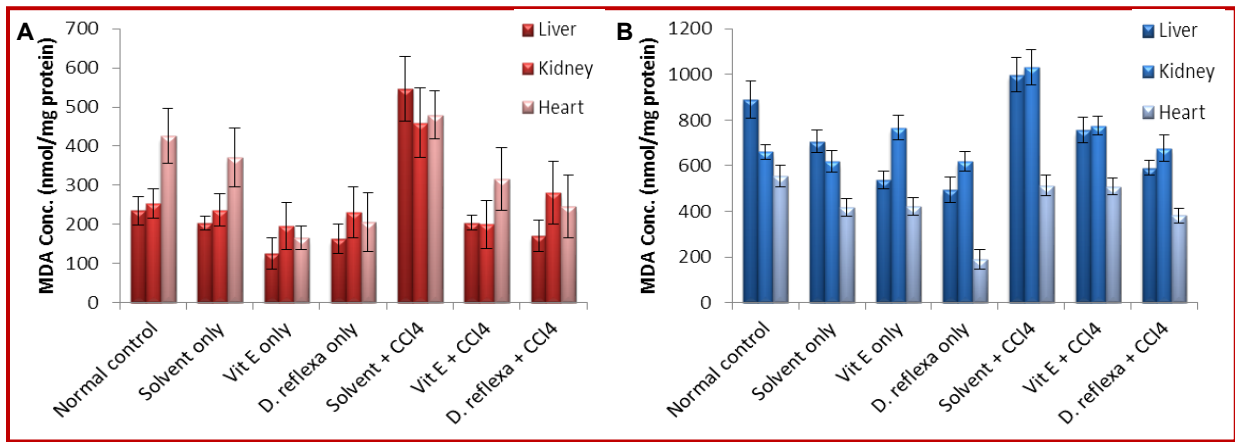 A
MDA Conc. (nmol/mg protein)
700
600
500
400
300
200
100
0
Liver
Kidney
Heart
Normal control
Solvent only
Vit E only
D. reflexa only
Solvent + CCl4
Vit E + CCl4
D. reflexa + CCl4
B
MDA Conc. (nmol/mg protein)
1200
1000
800
600
400
200
0
Liver
Kidney
Heart
Normal control
Solvent only
Vit E only
D. reflexa only
Solvent + CCl4
Vit E + CCl4
D. reflexa + CCl4